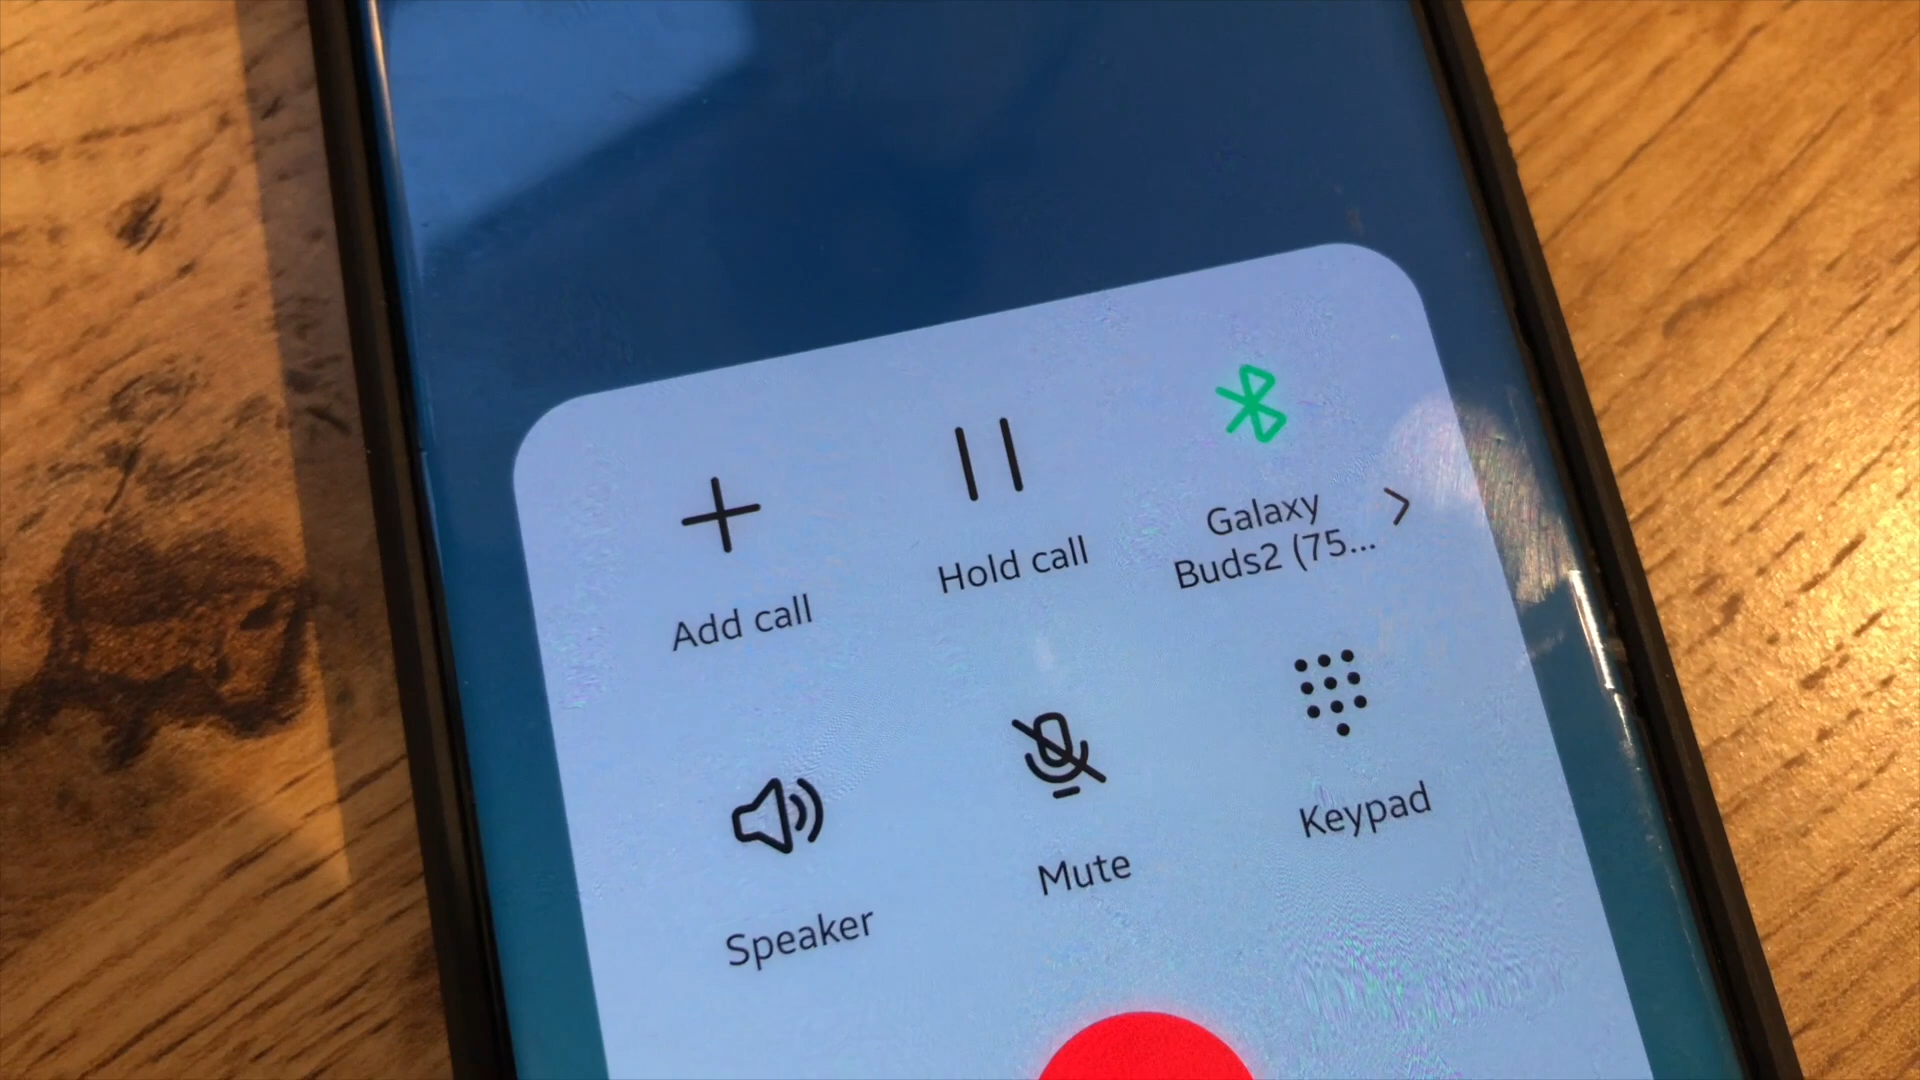 Add call
Hold call
Galaxy
Buds2 (75...
Speaker
Mute
Keypad